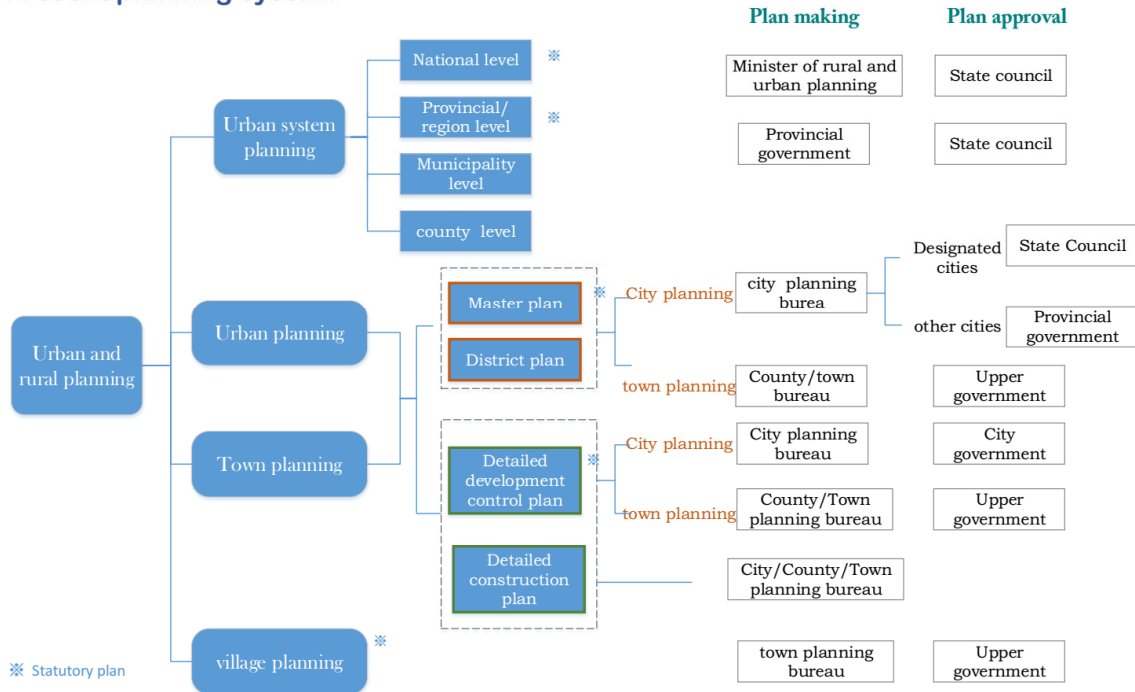 Plan making
Plan approval
National level
※
Minister of rural and
urban planning
State council
Urban system
planning
Provincial/
region level
※
Provincial
government
State council
Municipality
level
county level
Designated
cities
State Council
Master plan
※
City planning
city planning
burea
Urban planning
other cities
Provincial
government
District plan
Urban and
rural planning
town planning
County/town
bureau
Upper
government
City planning
City planning
bureau
City
government
Town planning
Detailed
development
control plan
※
town planning
County/Town
planning bureau
Upper
government
Detailed
construction
plan
City/County/Town
planning bureau
village planning
※
town planning
bureau
Upper
government
※ Statutory plan